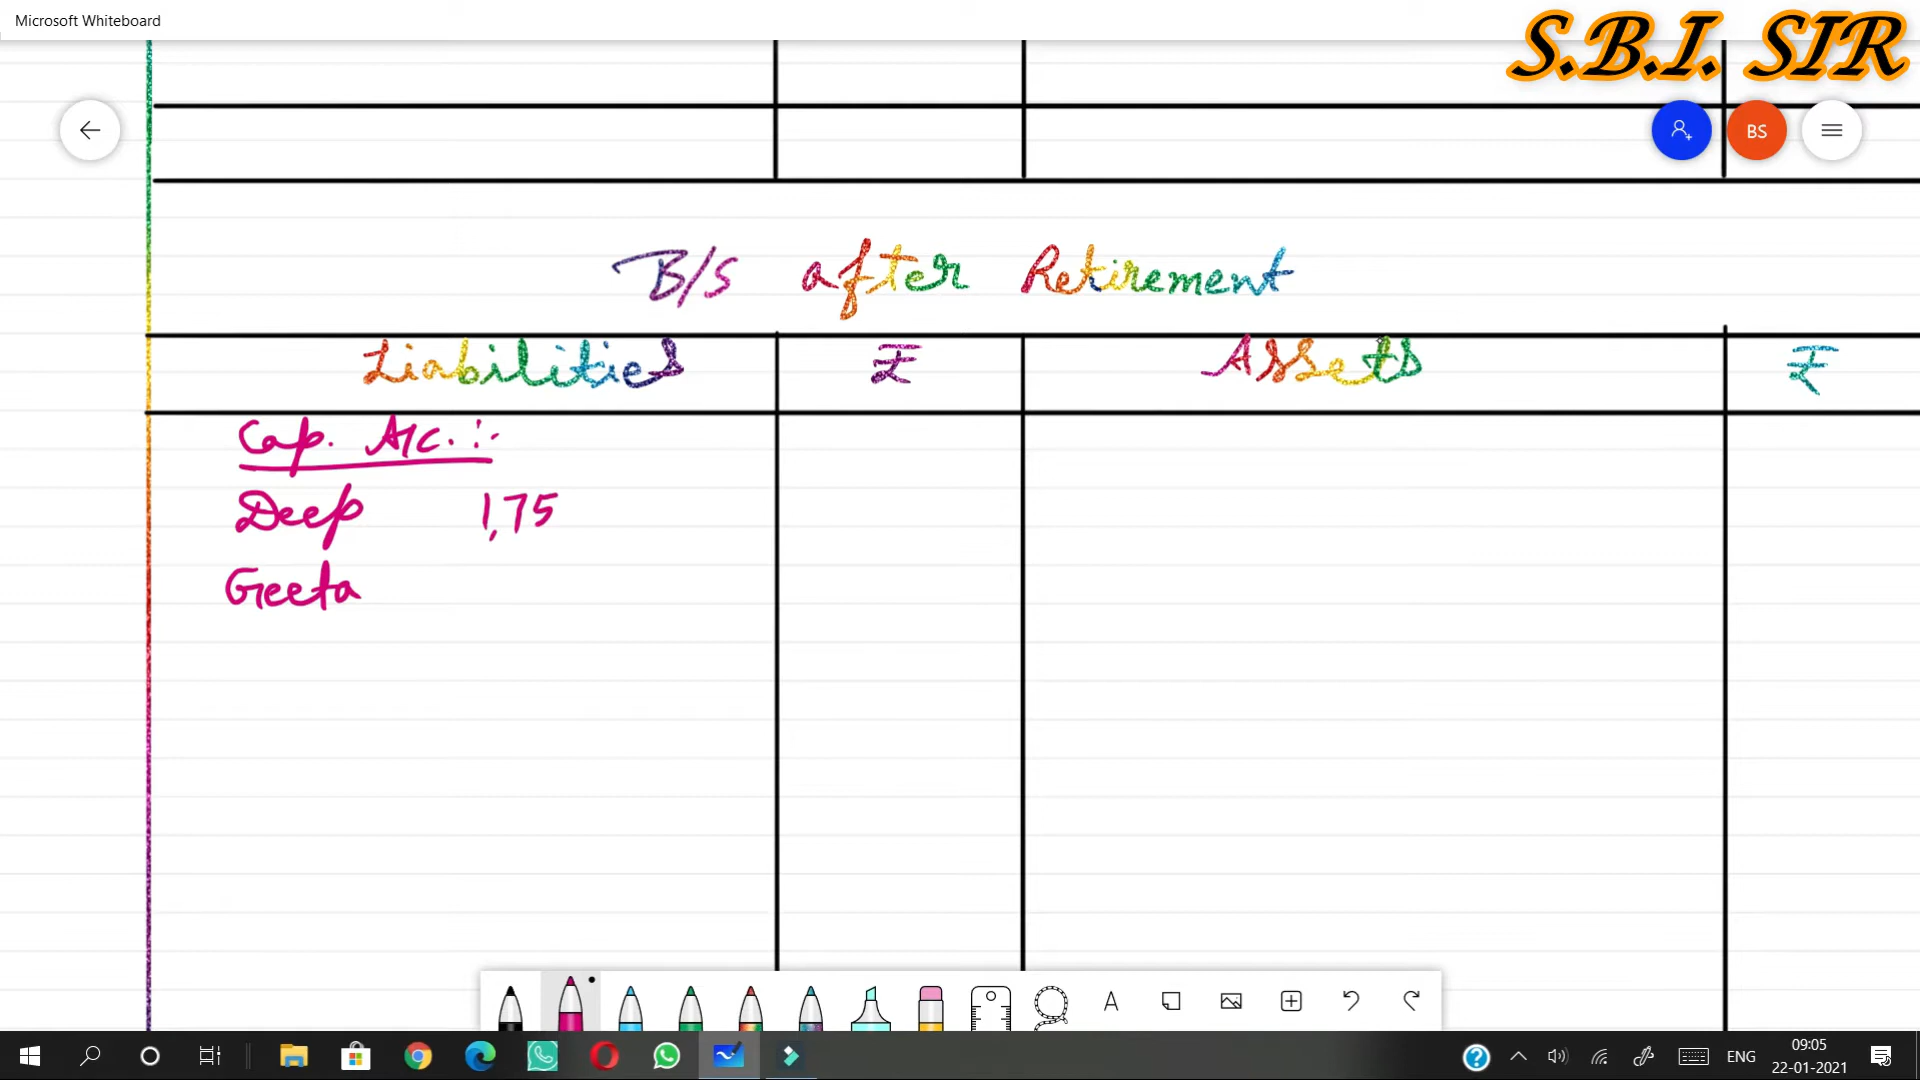 Microsoft Whiteboard
S.B.I. SIR
BS
B/S after Retirement
Liabilities ₹ Assets ₹
Cap. A/c. :-
Deep 1,75
Geeta
A
ENG
09:05
22-01-2021